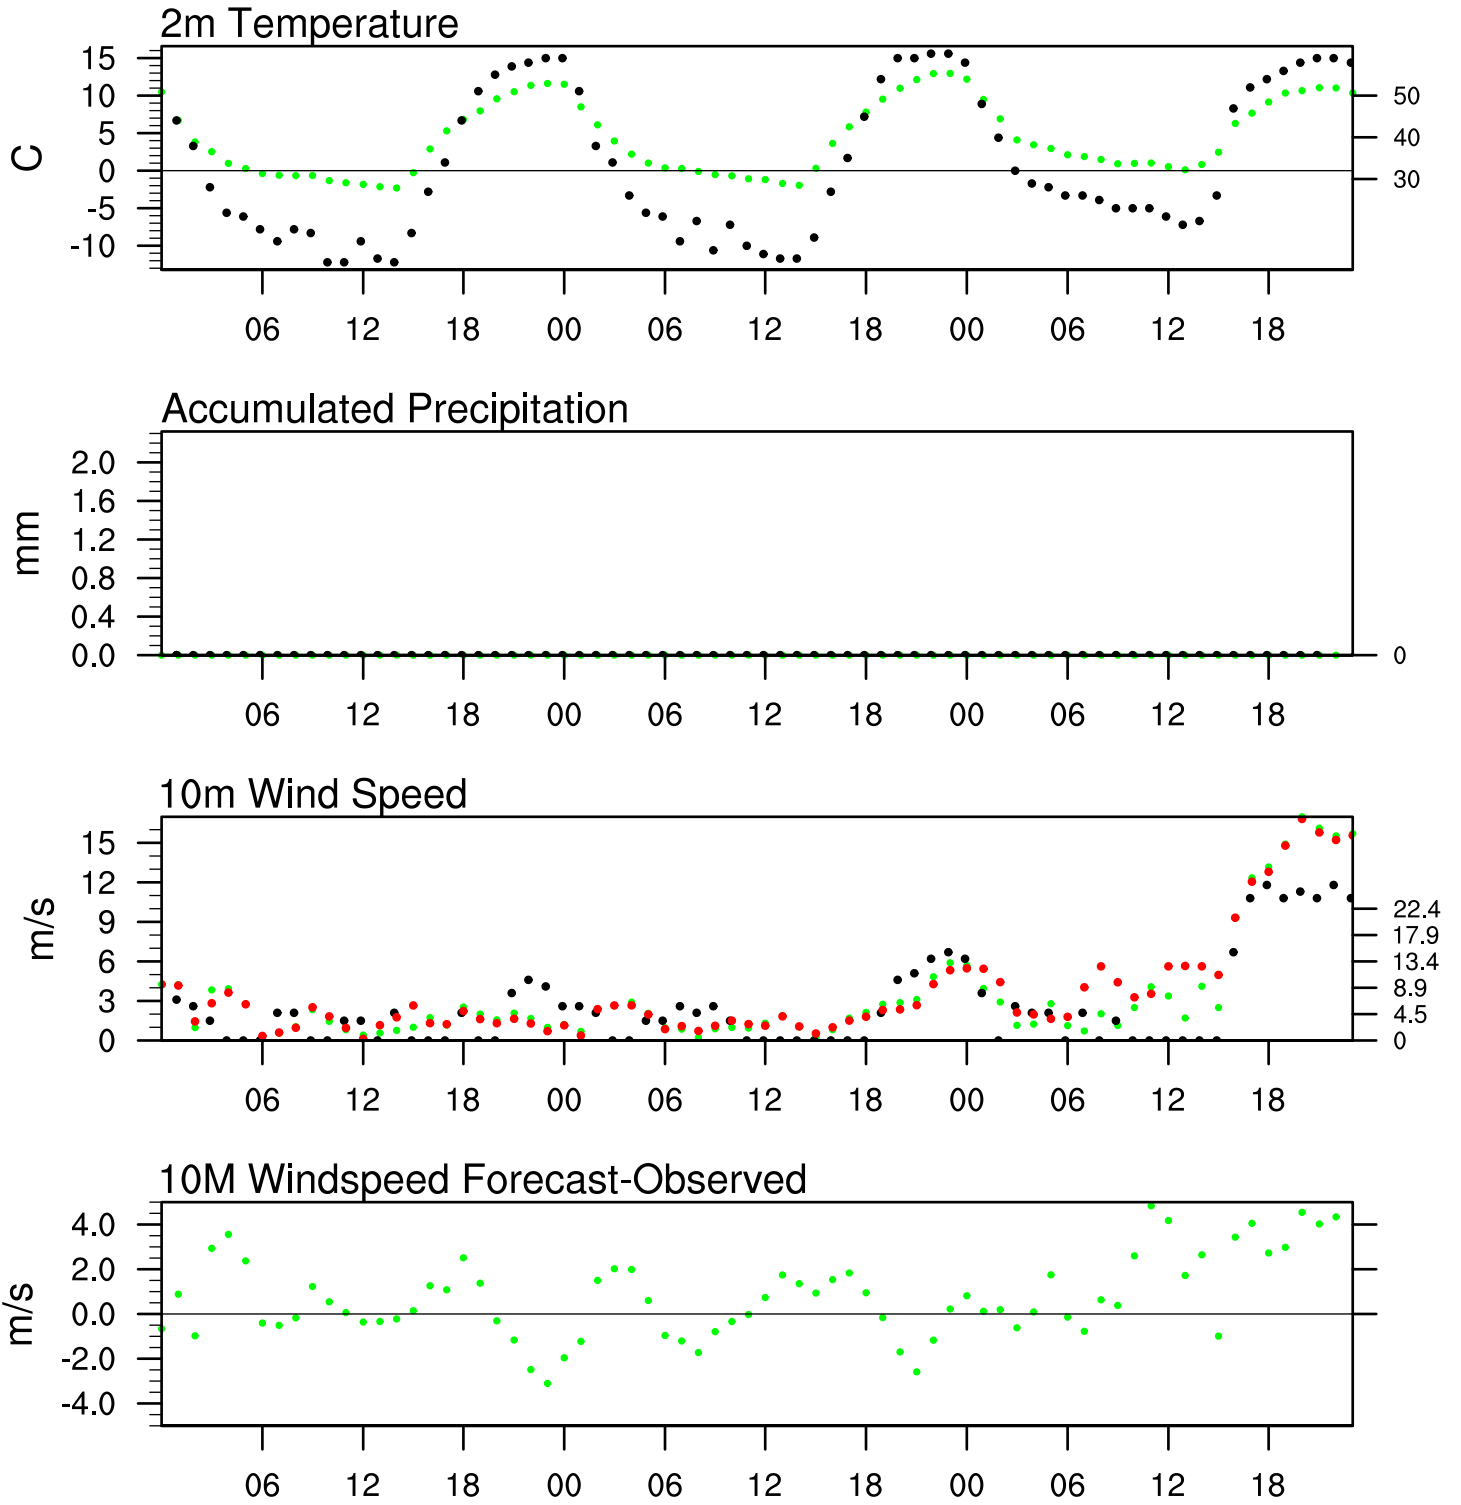 2m Temperature
C
15
10
5
0
-5
-10
50
40
30
06 12 18 00 06 12 18 00 06 12 18
Accumulated Precipitation
mm
2.0
1.6
1.2
0.8
0.4
0.0
0
06 12 18 00 06 12 18 00 06 12 18
10m Wind Speed
m/s
15
12
9
6
3
0
22.4
17.9
13.4
8.9
4.5
0
06 12 18 00 06 12 18 00 06 12 18
10M Windspeed Forecast-Observed
m/s
4.0
2.0
0.0
-2.0
-4.0
06 12 18 00 06 12 18 00 06 12 18